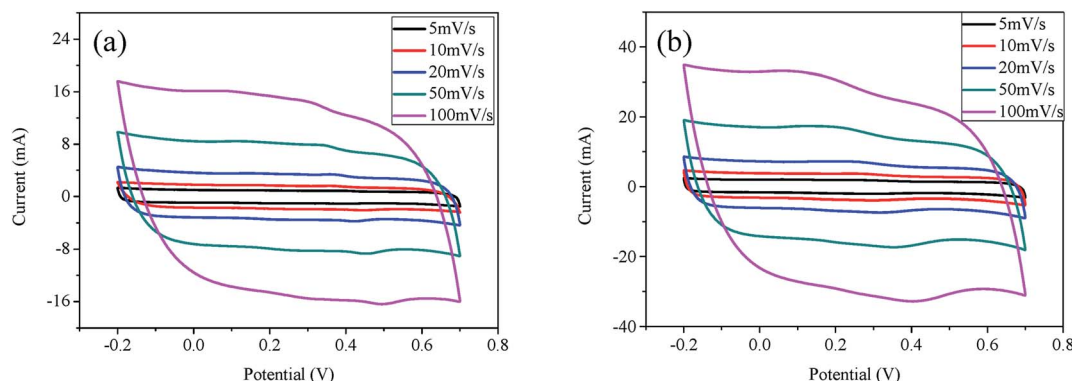 (a)
5mV/s
10mV/s
20mV/s
50mV/s
100mV/s
24
16
8
0
-8
-16
Current (mA)
-0.2 0.0 0.2 0.4 0.6 0.8
Potential (V)
(b)
5mV/s
10mV/s
20mV/s
50mV/s
100mV/s
40
20
0
-20
-40
Current (mA)
-0.2 0.0 0.2 0.4 0.6 0.8
Potential (V)